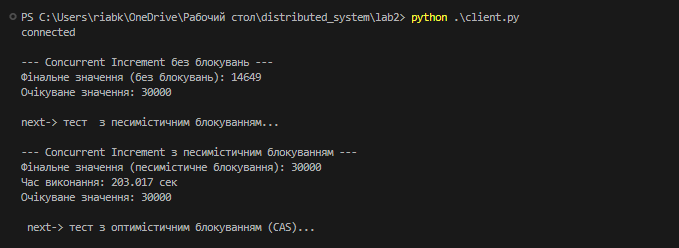 PS C:\Users\riabk\OneDrive\Рабочий стол\distributed_system\lab2> python .\client.py
connected
--- Concurrent Increment без блокувань ---
Фінальне значення (без блокувань): 14649
Очікуване значення: 30000
next-> тест  з песимістичним блокуванням...
--- Concurrent Increment з песимістичним блокуванням ---
Фінальне значення (песимістичне блокування): 30000
Час виконання: 203.017 сек
Очікуване значення: 30000
next-> тест з оптимістичним блокуванням (CAS)...